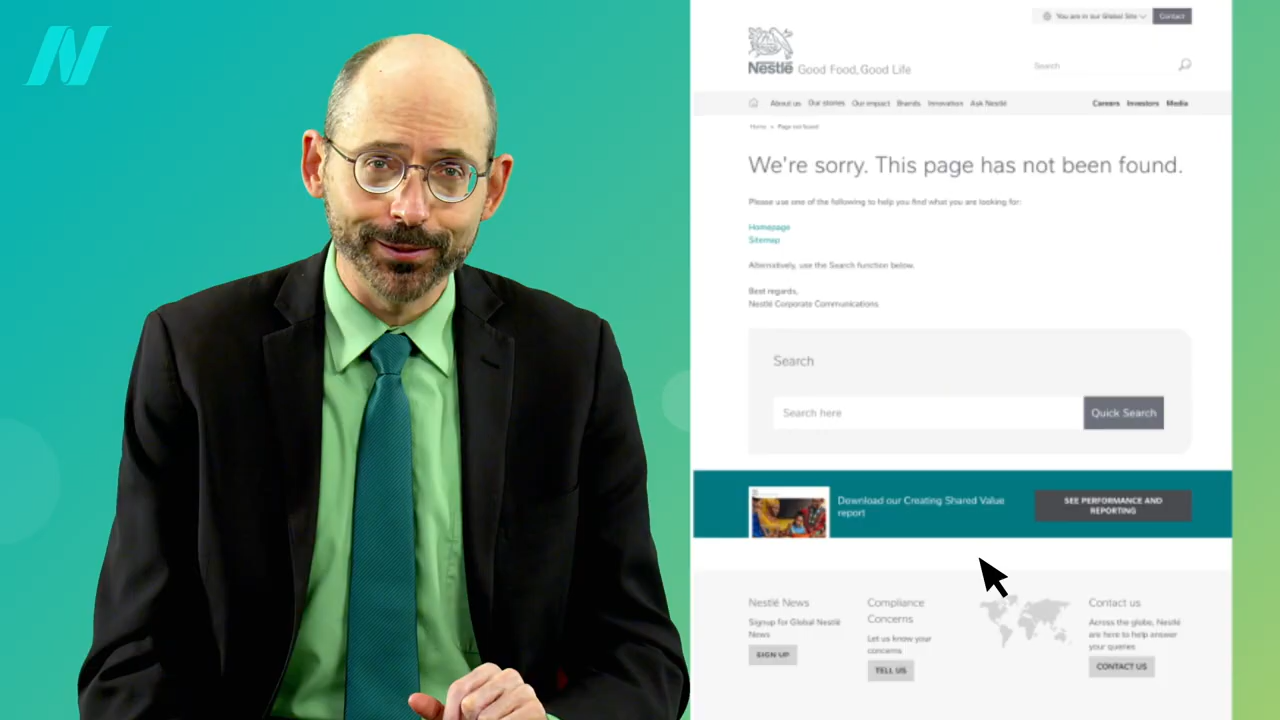 N
You are in our Global Site
Contact
Nestlé Good Food, Good Life
Search
About us Our stories Our impact Brands Innovation Ask Nestlé Careers Investors Media
Home » Page not found
We're sorry. This page has not been found.
Please use one of the following to help you find what you are looking for:
Homepage
Sitemap
Alternatively, use the Search function below.
Best regards,
Nestlé Corporate Communications
Search
Search here
Quick Search
Download our Creating Shared Value
report
SEE PERFORMANCE AND
REPORTING
Nestlé News
Signup for Global Nestlé
News
SIGN UP
Compliance
Concerns
Let us know your
concerns
TELL US
Contact us
Across the globe, Nestlé
are here to help answer
your queries
CONTACT US